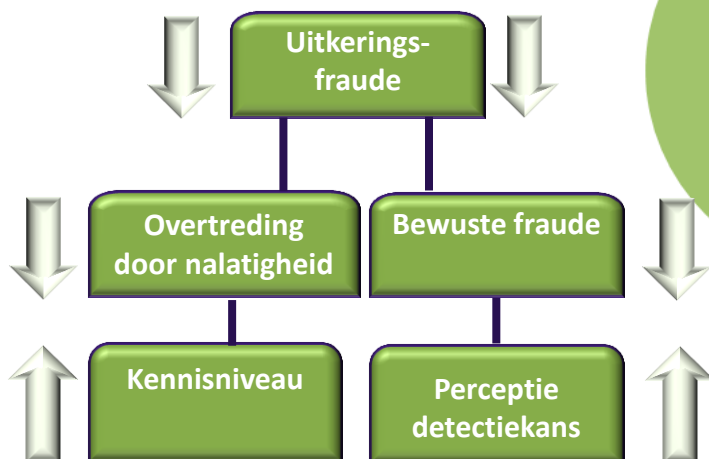 Uitkerings-
fraude
Overtreding
door nalatigheid
Bewuste fraude
Kennisniveau
Perceptie
detectiekans